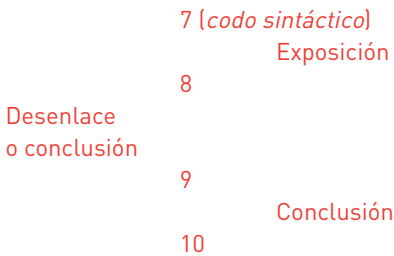 7 (codo sintáctico)
Exposición
8
Desenlace
o conclusión
9
Conclusión
10